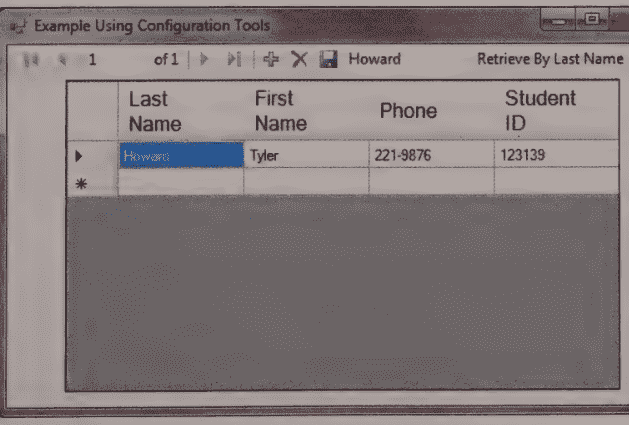 Example Using Configuration Tools
1 of 1 Howard Retrieve By Last Name
Last Name First Name Phone Student ID
Howard Tyler 221-9876 123139